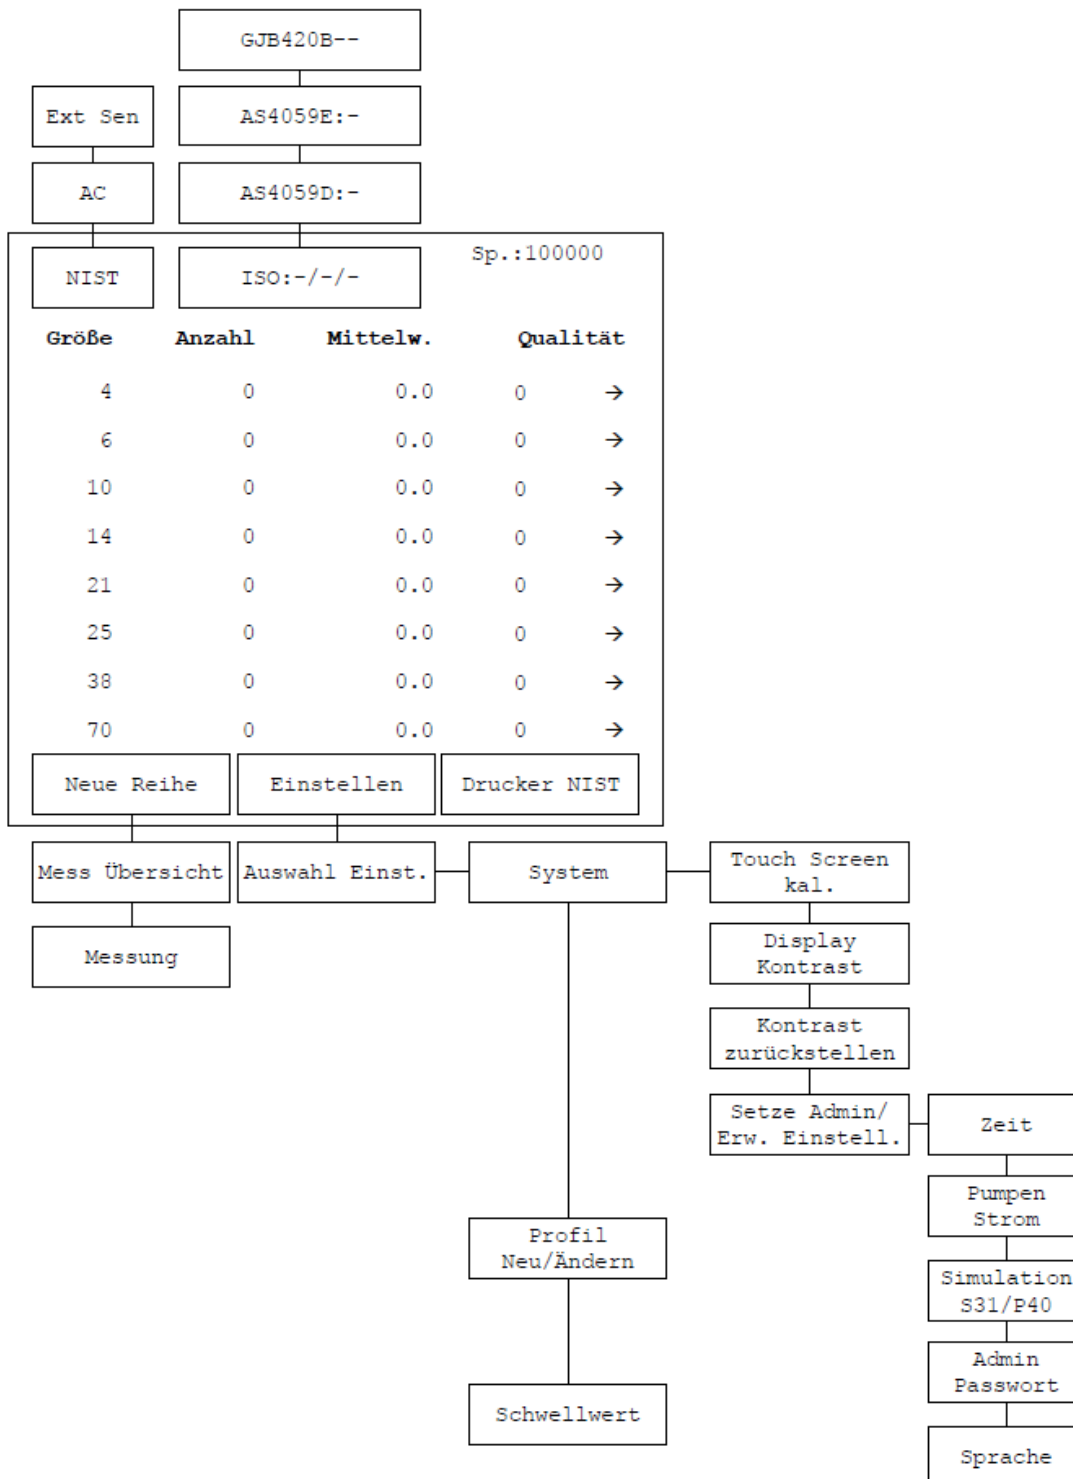 GJB420B--
Ext Sen
AS4059E:-
AC
AS4059D:-
NIST
ISO:-/-/-
Sp.:100000
Größe Anzahl Mittelw. Qualität
4 0 0.0 0 →
6 0 0.0 0 →
10 0 0.0 0 →
14 0 0.0 0 →
21 0 0.0 0 →
25 0 0.0 0 →
38 0 0.0 0 →
70 0 0.0 0 →
Neue Reihe
Einstellen
Drucker NIST
Mess Übersicht
Auswahl Einst.
System
Touch Screen
kal.
Messung
Display
Kontrast
Kontrast
zurückstellen
Setze Admin/
Erw. Einstell.
Zeit
Pumpen
Strom
Profil
Neu/Ändern
Simulation
S31/P40
Admin
Passwort
Schwellwert
Sprache